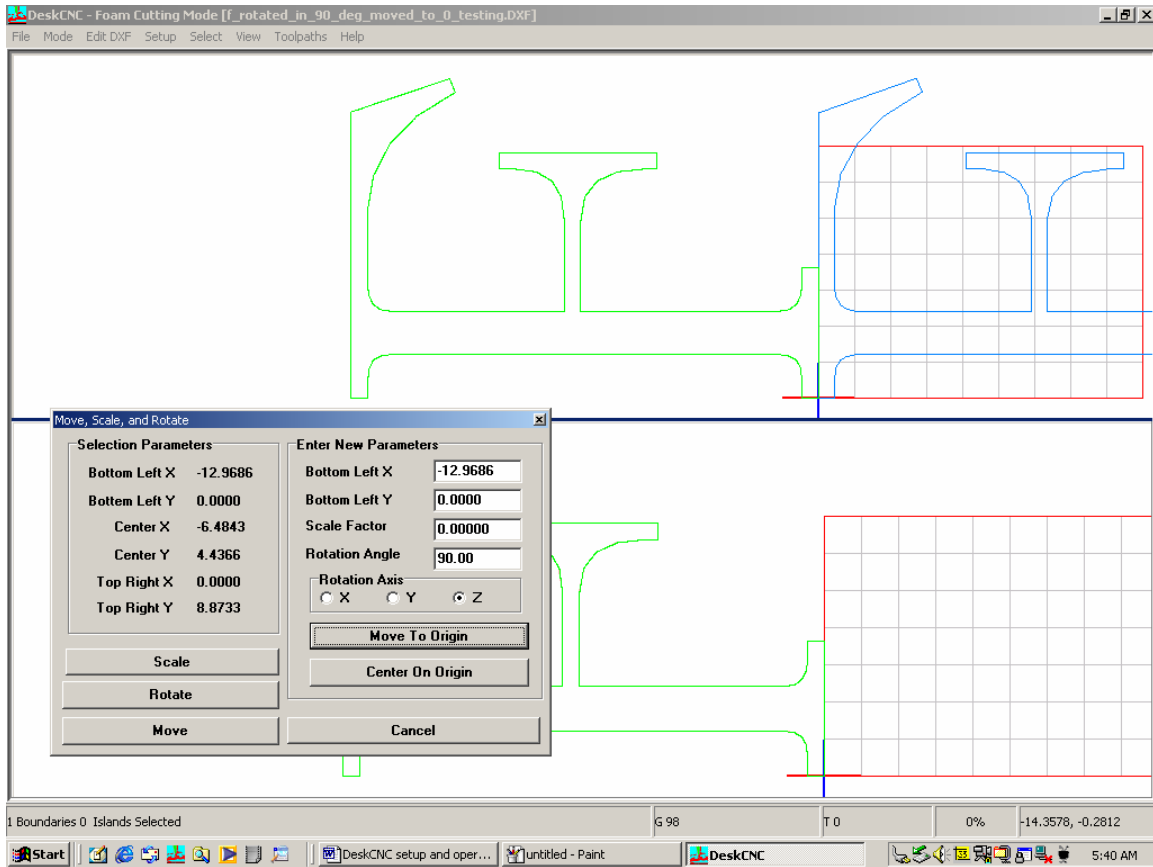 DeskCNC - Foam Cutting Mode [f_rotated_in_90_deg_moved_to_0_testing.DXF]
File Mode Edit DXF Setup Select View Toolpaths Help
Move, Scale, and Rotate
Selection Parameters
Bottom Left X -12.9686
Bottem Left Y 0.0000
Center X -6.4843
Center Y 4.4366
Top Right X 0.0000
Top Right Y 8.8733
Scale
Rotate
Move
Enter New Parameters
Bottom Left X -12.9686
Bottom Left Y 0.0000
Scale Factor 0.00000
Rotation Angle 90.00
Rotation Axis
X Y Z
Move To Origin
Center On Origin
Cancel
1 Boundaries 0 Islands Selected G 98 T 0 0% -14.3578, -0.2812
Start DeskCNC setup and oper... untitled - Paint DeskCNC 5:40 AM